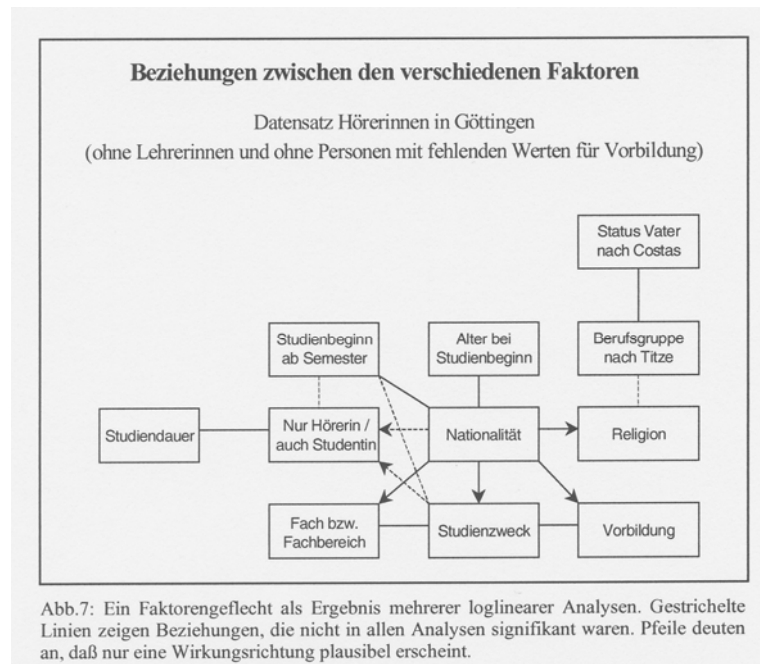 Beziehungen zwischen den verschiedenen Faktoren
Datensatz Hörerinnen in Göttingen
(ohne Lehrerinnen und ohne Personen mit fehlenden Werten für Vorbildung)
Status Vater
nach Costas
Studienbeginn
ab Semester
Alter bei
Studienbeginn
Berufsgruppe
nach Titze
Studiendauer
Nur Hörerin /
auch Studentin
Nationalität
Religion
Fach bzw.
Fachbereich
Studienzweck
Vorbildung
Abb.7: Ein Faktorengeflecht als Ergebnis mehrerer loglinearer Analysen. Gestrichelte
Linien zeigen Beziehungen, die nicht in allen Analysen signifikant waren. Pfeile deuten
an, daß nur eine Wirkungsrichtung plausibel erscheint.